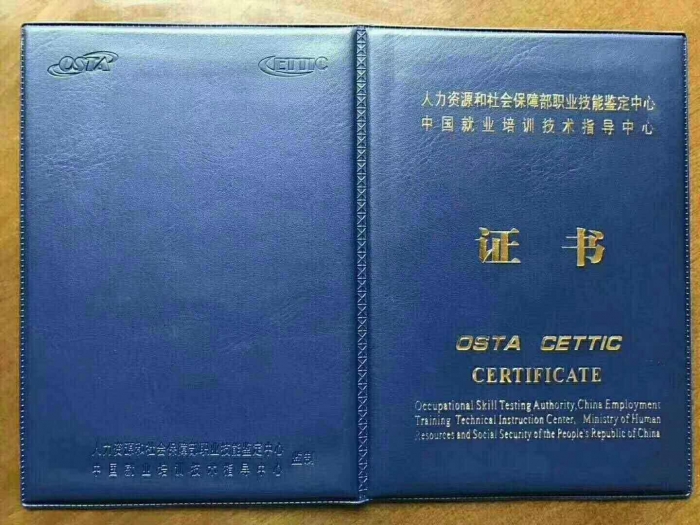 OSTA
CETTIC
人力资源和社会保障部职业技能鉴定中心
中国就业培训技术指导中心
监制
人力资源和社会保障部职业技能鉴定中心
中国就业培训技术指导中心
证书
OSTA CETTIC
CERTIFICATE
Occupational Skill Testing Authority,China Employment
Training Technical Instruction Center, Ministry of Human
Resources and Social Security of the People's Republic of China